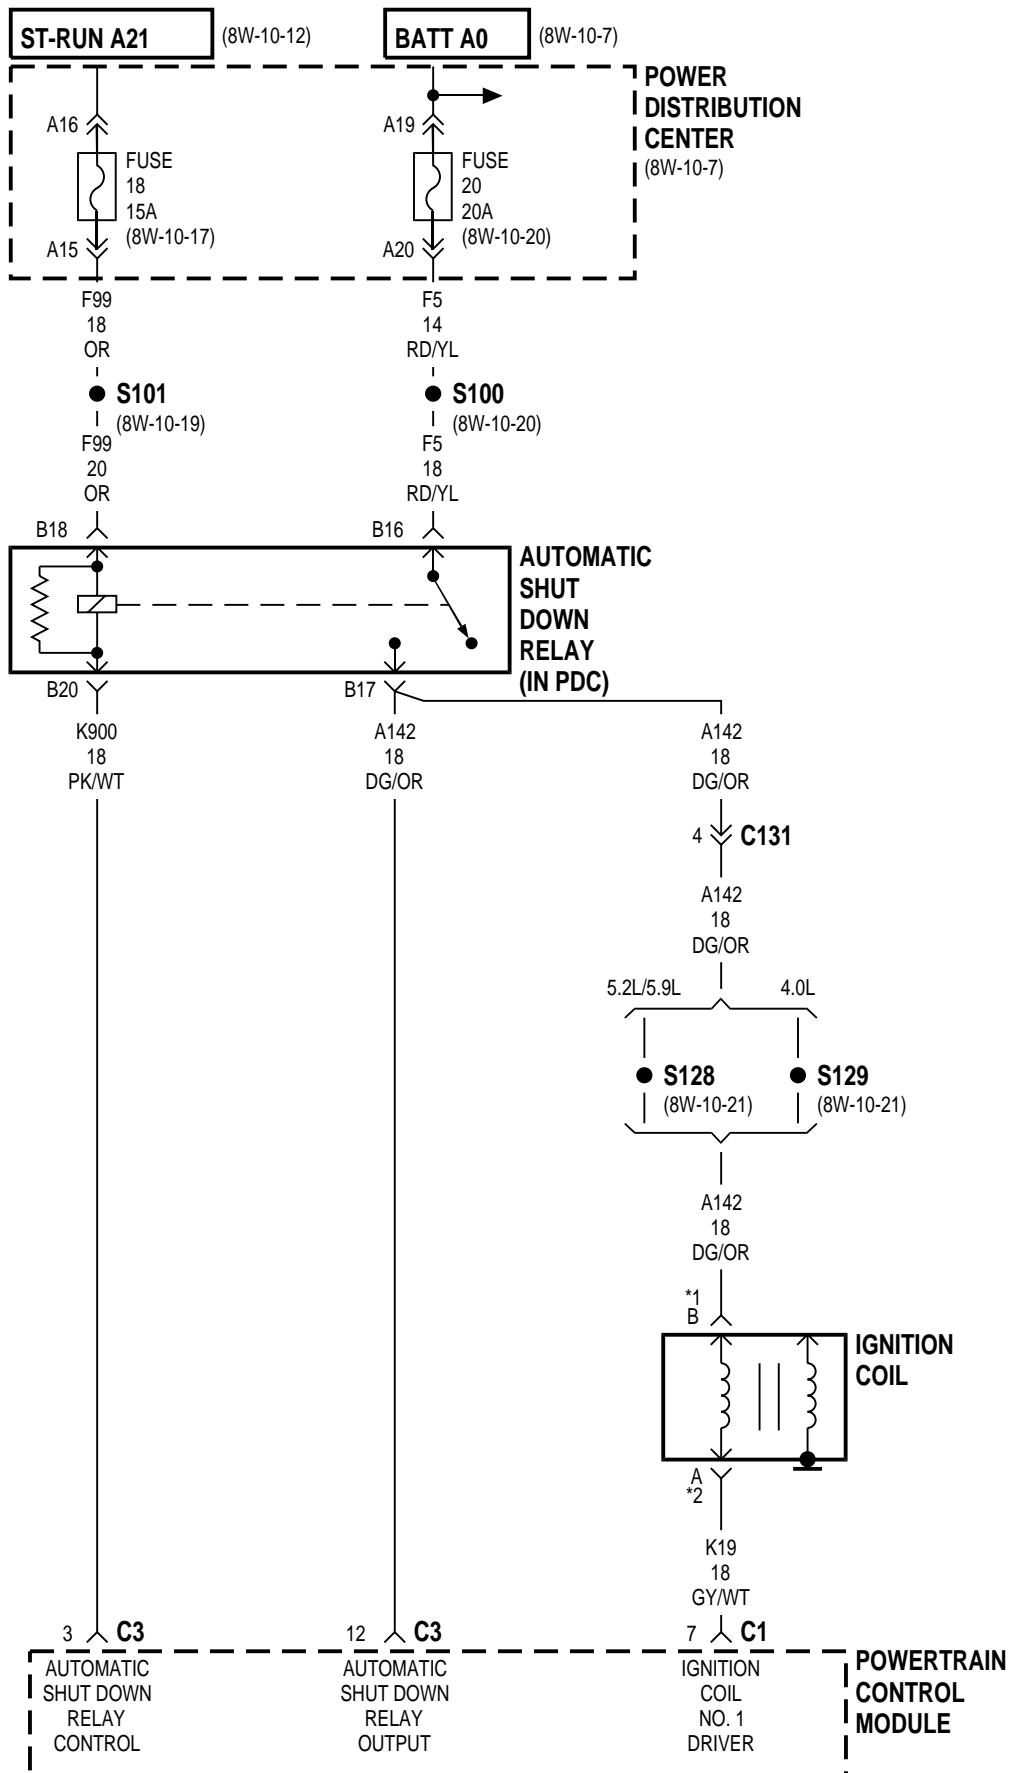 ST-RUN A21
(8W-10-12)
BATT A0
(8W-10-7)
POWER
DISTRIBUTION
CENTER
(8W-10-7)
A16
FUSE
18
15A
(8W-10-17)
A15
A19
FUSE
20
20A
(8W-10-20)
A20
F99
18
OR
S101
(8W-10-19)
F99
20
OR
F5
14
RD/YL
S100
(8W-10-20)
F5
18
RD/YL
B18
B16
AUTOMATIC
SHUT
DOWN
RELAY
(IN PDC)
B20
B17
K900
18
PK/WT
A142
18
DG/OR
A142
18
DG/OR
4
C131
A142
18
DG/OR
5.2L/5.9L
4.0L
S128
(8W-10-21)
S129
(8W-10-21)
A142
18
DG/OR
*1
B
IGNITION
COIL
A
*2
K19
18
GY/WT
3
C3
12
C3
7
C1
AUTOMATIC
SHUT DOWN
RELAY
CONTROL
AUTOMATIC
SHUT DOWN
RELAY
OUTPUT
IGNITION
COIL
NO. 1
DRIVER
POWERTRAIN
CONTROL
MODULE